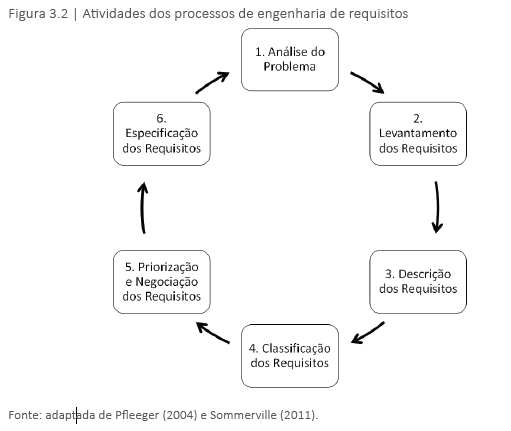 Figura 3.2 | Atividades dos processos de engenharia de requisitos
1. Análise do
Problema
2.
Levantamento
dos Requisitos
3. Descrição
dos Requisitos
4. Classificação
dos Requisitos
5. Priorização
e Negociação
dos Requisitos
6.
Especificação
dos Requisitos
Fonte: adaptada de Pfleeger (2004) e Sommerville (2011).